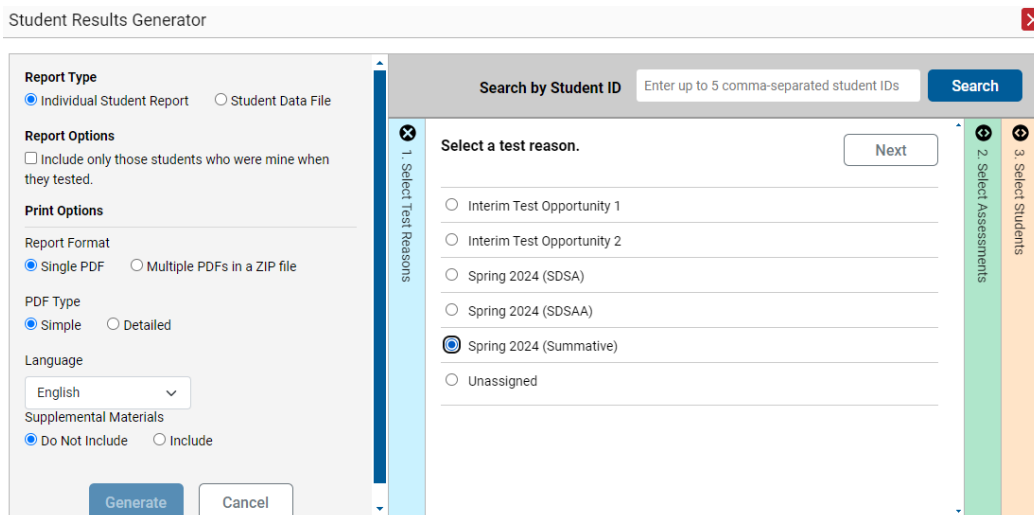 Student Results Generator
Report Type
Individual Student Report
Student Data File
Report Options
Include only those students who were mine when
they tested.
Print Options
Report Format
Single PDF
Multiple PDFs in a ZIP file
PDF Type
Simple
Detailed
Language
English
Supplemental Materials
Do Not Include
Include
Generate
Cancel
Search by Student ID
Enter up to 5 comma-separated student IDs
Search
1. Select Test Reasons
Select a test reason.
Next
Interim Test Opportunity 1
Interim Test Opportunity 2
Spring 2024 (SDSA)
Spring 2024 (SDSAA)
Spring 2024 (Summative)
Unassigned
2. Select Assessments
3. Select Students